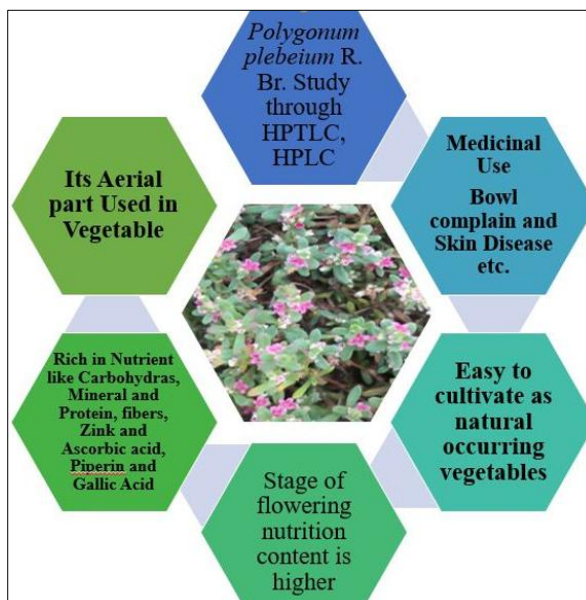 Polygonum
plebeium R.
Br. Study
through
HPTLC,
HPLC
Medicinal
Use
Bowl
complain and
Skin Disease
etc.
Easy to
cultivate as
natural
occurring
vegetables
Stage of
flowering
nutrition
content is
higher
Rich in Nutrient
like Carbohydras,
Mineral and
Protein, fibers,
Zink and
Ascorbic acid,
Piperin and
Gallic Acid
Its Aerial
part Used in
Vegetable